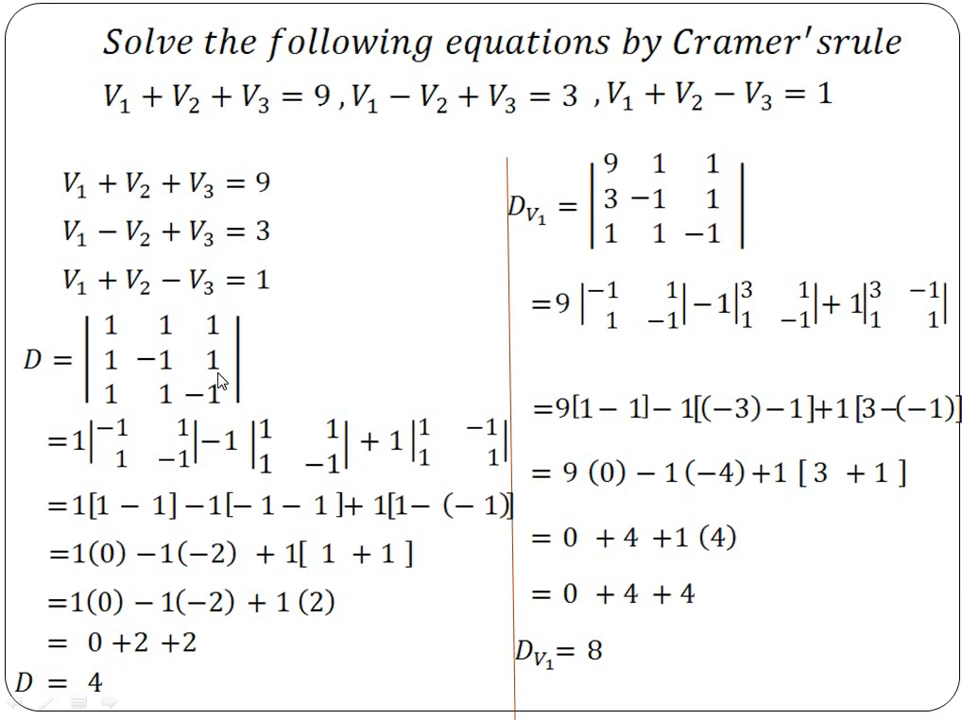 Solve the following equations by Cramer'srule
V₁ + V₂ + V₃ = 9 ,V₁ − V₂ + V₃ = 3 ,V₁ + V₂ − V₃ = 1
V₁ + V₂ + V₃ = 9
V₁ − V₂ + V₃ = 3
V₁ + V₂ − V₃ = 1
D = | 1 1 1 |
| 1 −1 1 |
| 1 1 −1 |
=1|−1 1| −1 |1 1| + 1 |1 −1|
|1 −1| |1 −1| |1 1|
=1[1 − 1] −1[− 1 − 1 ]+ 1[1− (− 1)]
=1(0) −1(−2) + 1[ 1 + 1 ]
=1(0) − 1(−2) + 1 (2)
= 0 +2 +2
D = 4
D_V₁ = | 9 1 1 |
| 3 −1 1 |
| 1 1 −1 |
=9 |−1 1| −1|3 1| + 1|3 −1|
|1 −1| |1 −1| |1 1|
=9[1 − 1]− 1[(−3)−1]+1[3−(−1)]
= 9 (0) − 1(−4)+1 [ 3 + 1 ]
= 0 + 4 +1 (4)
= 0 + 4 + 4
D_V₁= 8